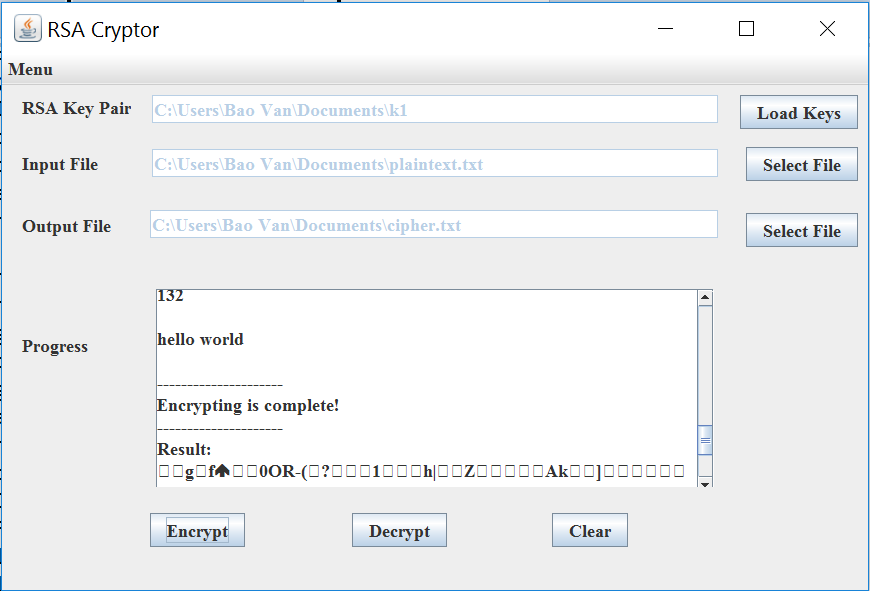 RSA Cryptor
Menu
RSA Key Pair C:\Users\Bao Van\Documents\k1 Load Keys
Input File C:\Users\Bao Van\Documents\plaintext.txt Select File
Output File C:\Users\Bao Van\Documents\cipher.txt Select File
132
hello world
Progress
---------------------
Encrypting is complete!
---------------------
Result:
□□g□f♠□□0OR-(□?□□□1□□□h|□□Z□□□□□Ak□□]□□□□□□
Encrypt Decrypt Clear